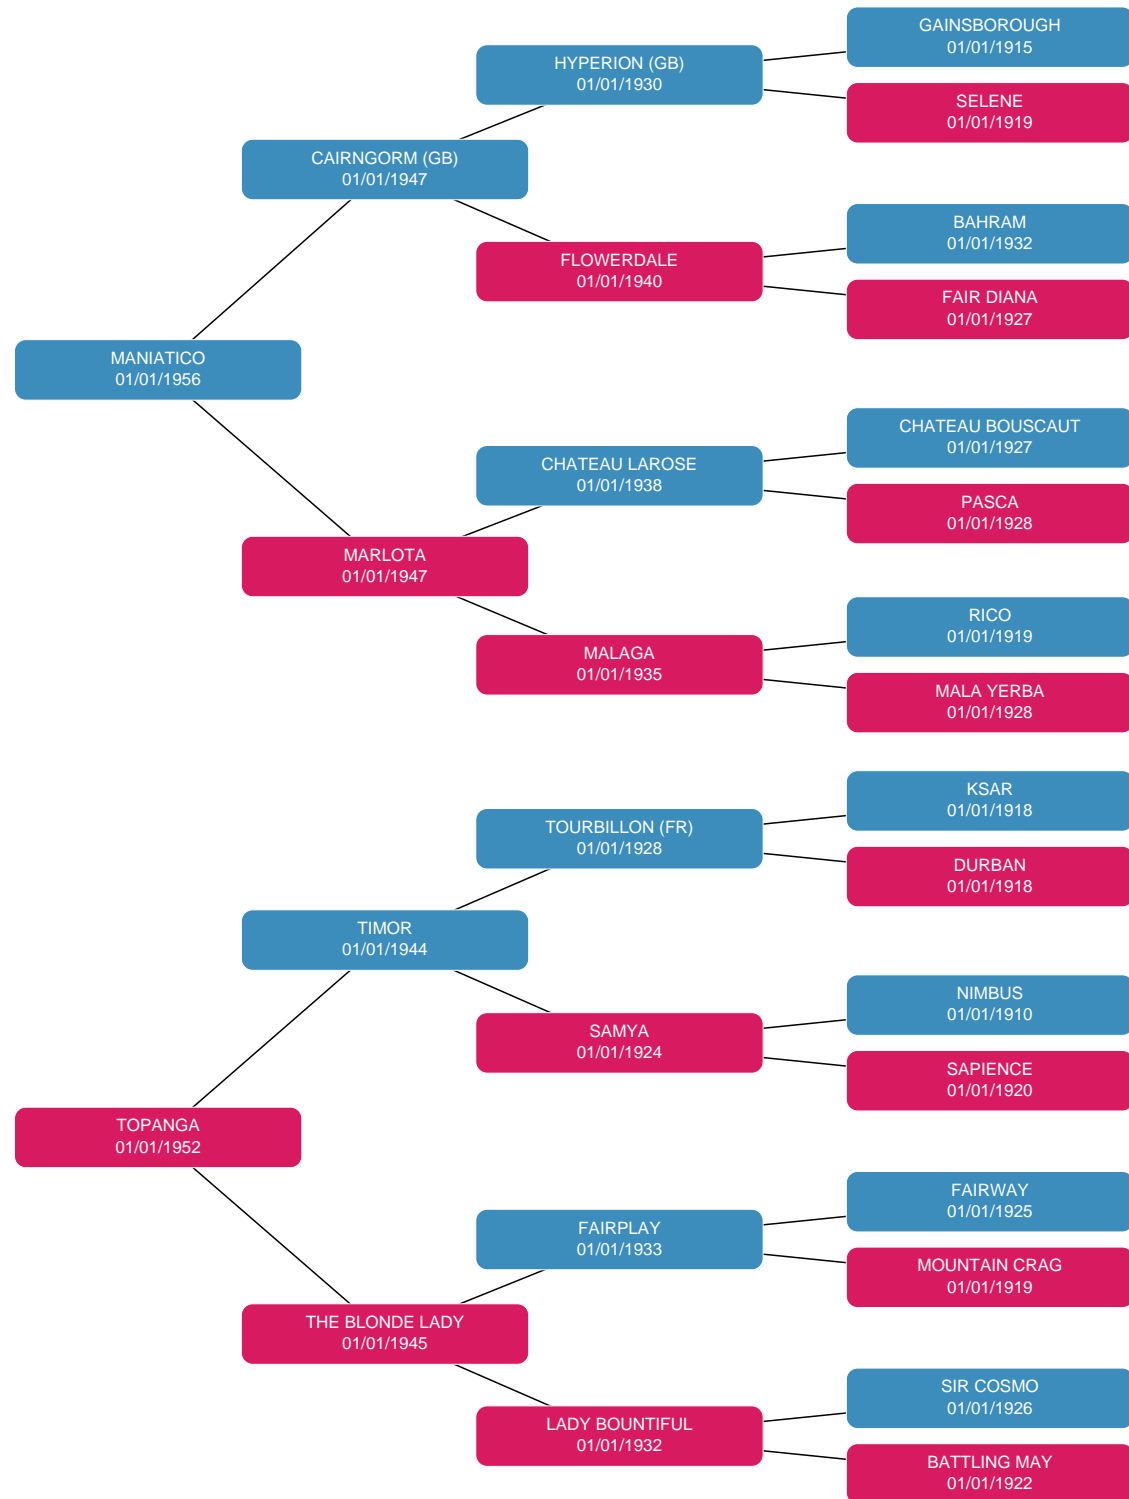 GAINSBOROUGH
01/01/1915
HYPERION (GB)
01/01/1930
SELENE
01/01/1919
CAIRNGORM (GB)
01/01/1947
BAHRAM
01/01/1932
FLOWERDALE
01/01/1940
FAIR DIANA
01/01/1927
MANIATICO
01/01/1956
CHATEAU BOUSCAUT
01/01/1927
CHATEAU LAROSE
01/01/1938
PASCA
01/01/1928
MARLOTA
01/01/1947
RICO
01/01/1919
MALAGA
01/01/1935
MALA YERBA
01/01/1928
KSAR
01/01/1918
TOURBILLON (FR)
01/01/1928
DURBAN
01/01/1918
TIMOR
01/01/1944
NIMBUS
01/01/1910
SAMYA
01/01/1924
SAPIENCE
01/01/1920
TOPANGA
01/01/1952
FAIRWAY
01/01/1925
FAIRPLAY
01/01/1933
MOUNTAIN CRAG
01/01/1919
THE BLONDE LADY
01/01/1945
SIR COSMO
01/01/1926
LADY BOUNTIFUL
01/01/1932
BATTLING MAY
01/01/1922